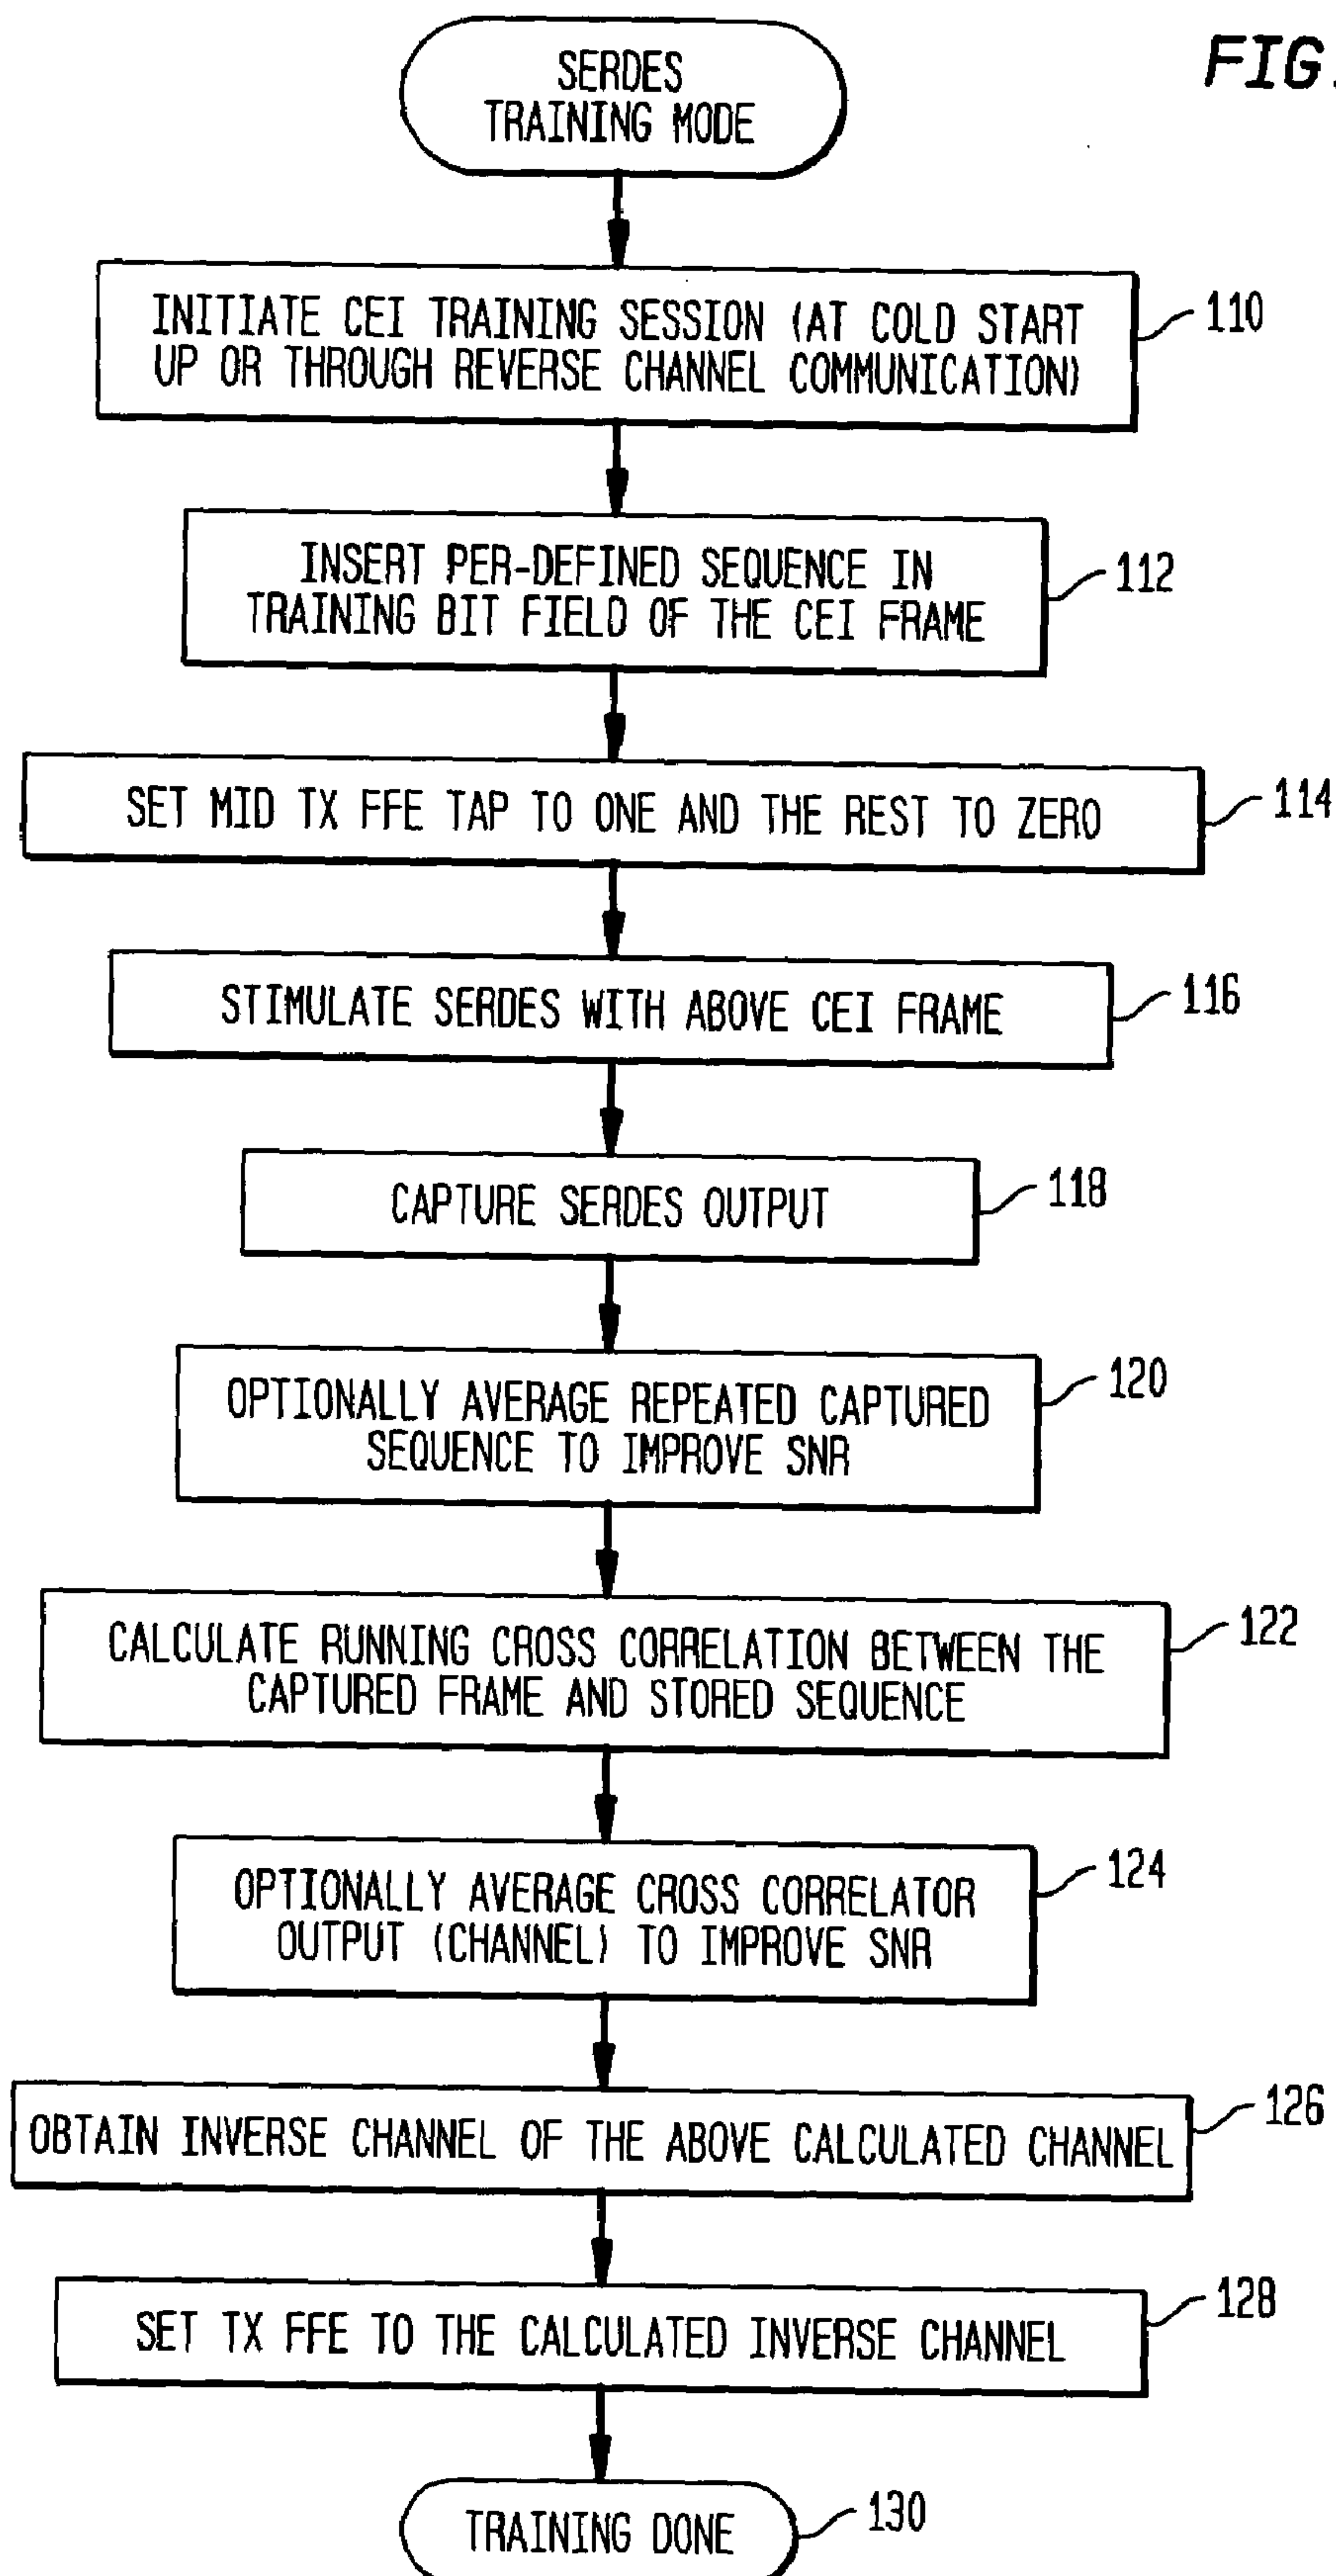 FIG.
SERDES
TRAINING MODE
INITIATE CEI TRAINING SESSION (AT COLD START
UP OR THROUGH REVERSE CHANNEL COMMUNICATION)
110
INSERT PER-DEFINED SEQUENCE IN
TRAINING BIT FIELD OF THE CEI FRAME
112
SET MID TX FFE TAP TO ONE AND THE REST TO ZERO
114
STIMULATE SERDES WITH ABOVE CEI FRAME
116
CAPTURE SERDES OUTPUT
118
OPTIONALLY AVERAGE REPEATED CAPTURED
SEQUENCE TO IMPROVE SNR
120
CALCULATE RUNNING CROSS CORRELATION BETWEEN THE
CAPTURED FRAME AND STORED SEQUENCE
122
OPTIONALLY AVERAGE CROSS CORRELATOR
OUTPUT (CHANNEL) TO IMPROVE SNR
124
OBTAIN INVERSE CHANNEL OF THE ABOVE CALCULATED CHANNEL
126
SET TX FFE TO THE CALCULATED INVERSE CHANNEL
128
TRAINING DONE
130